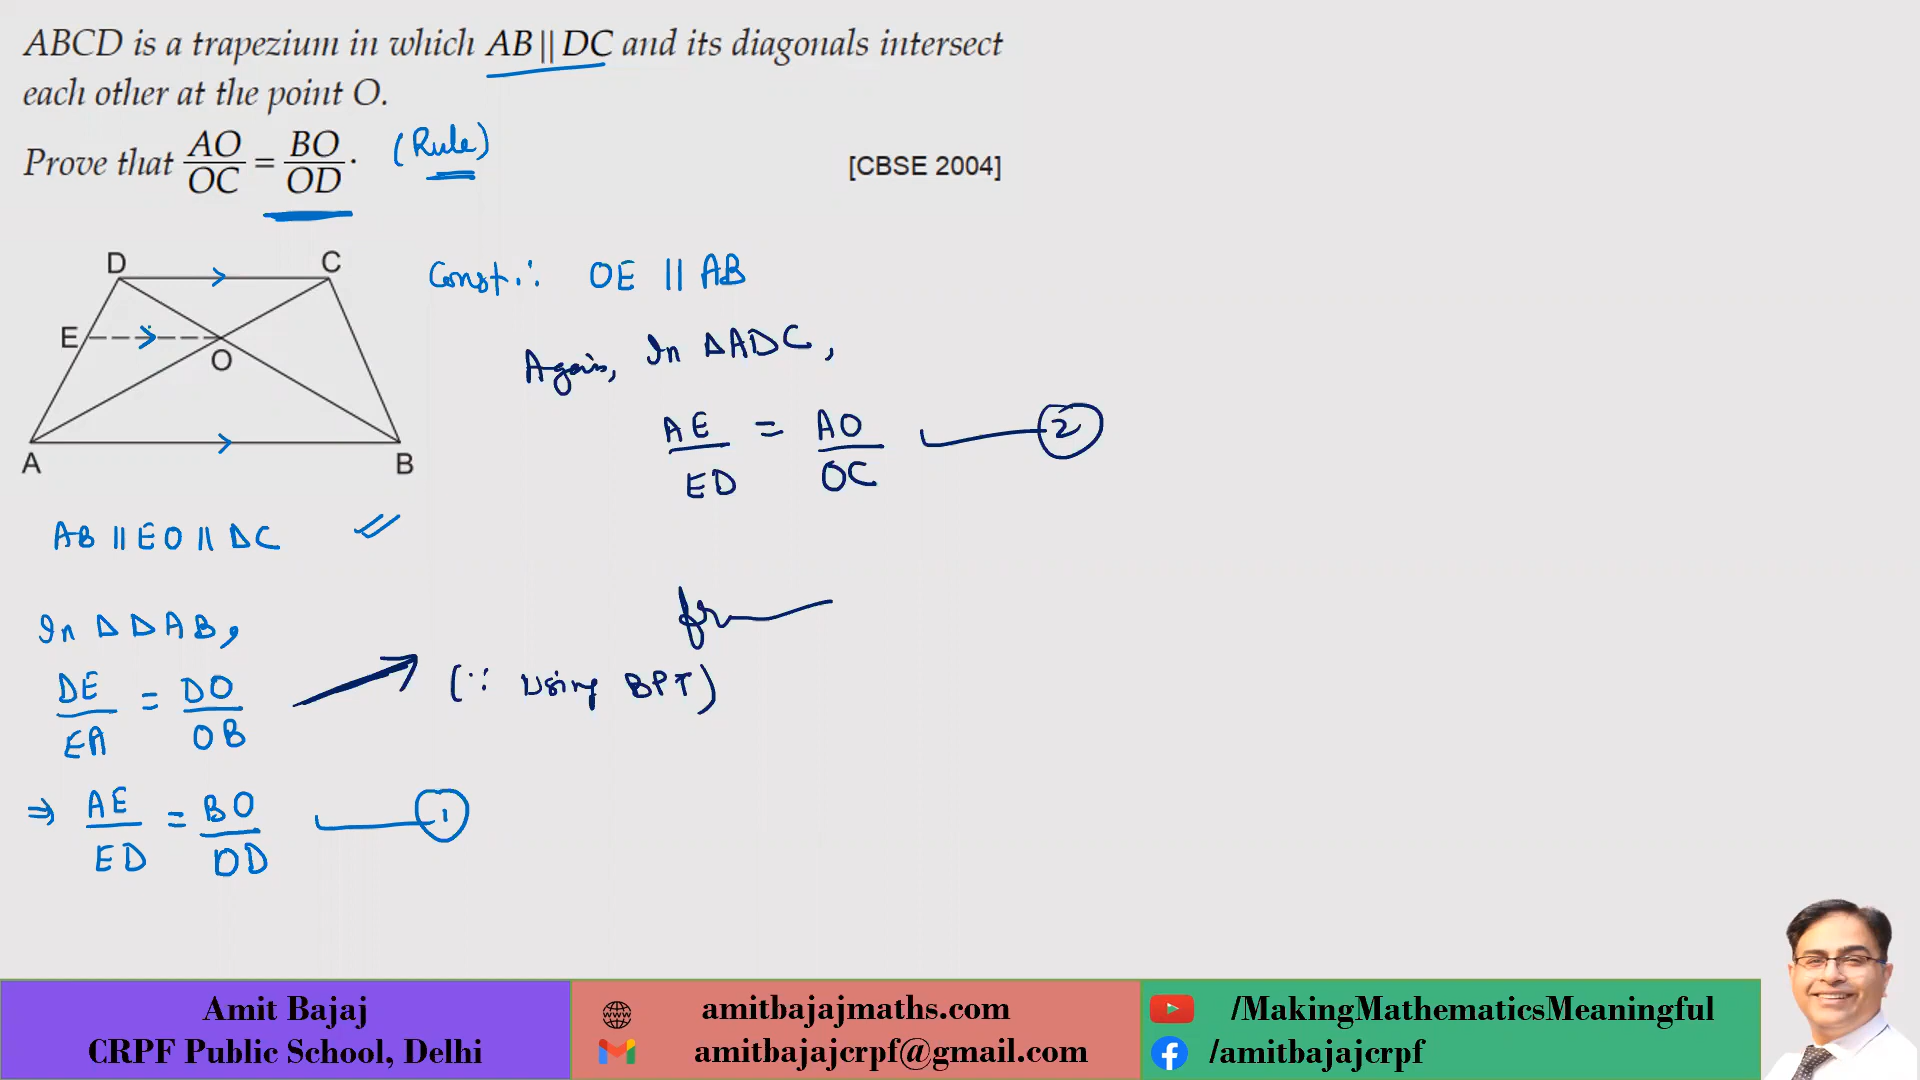 ABCD is a trapezium in which AB || DC and its diagonals intersect
each other at the point O.
Prove that AO/OC = BO/OD. (Rule)
[CBSE 2004]
D C
E
O
A B
Const.: OE || AB
Again, In ΔADC,
AE/ED = AO/OC 2
AB || EO || DC
In ΔDAB,
DE/EA = DO/OB (∵ Using BPT)
⇒ AE/ED = BO/OD 1
Amit Bajaj
CRPF Public School, Delhi
amitbajajmaths.com
amitbajajcrpf@gmail.com
/MakingMathematicsMeaningful
/amitbajajcrpf